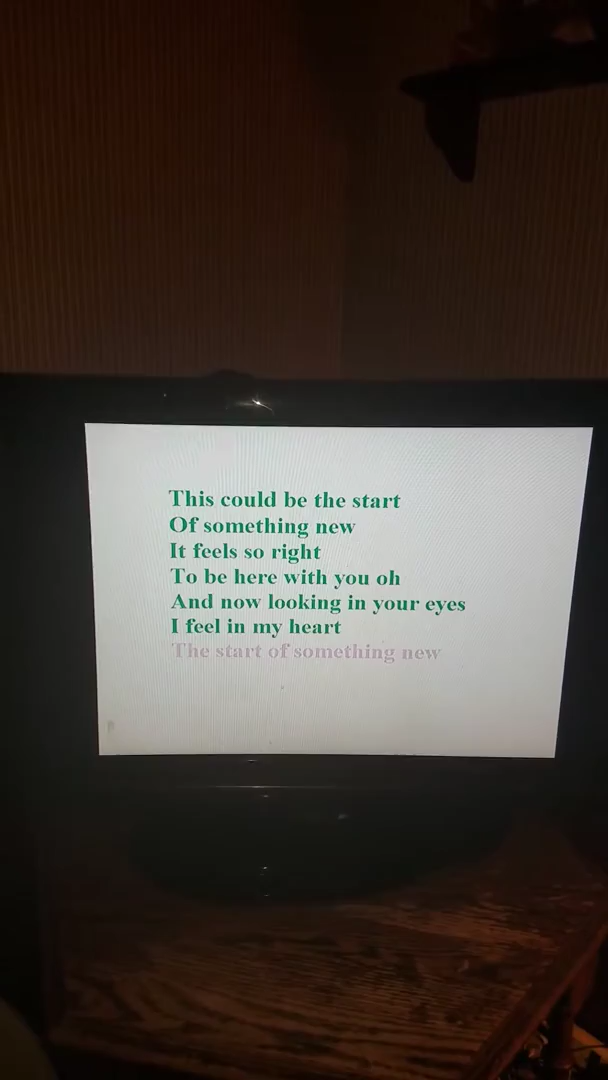 This could be the start
Of something new
It feels so right
To be here with you oh
And now looking in your eyes
I feel in my heart
The start of something new